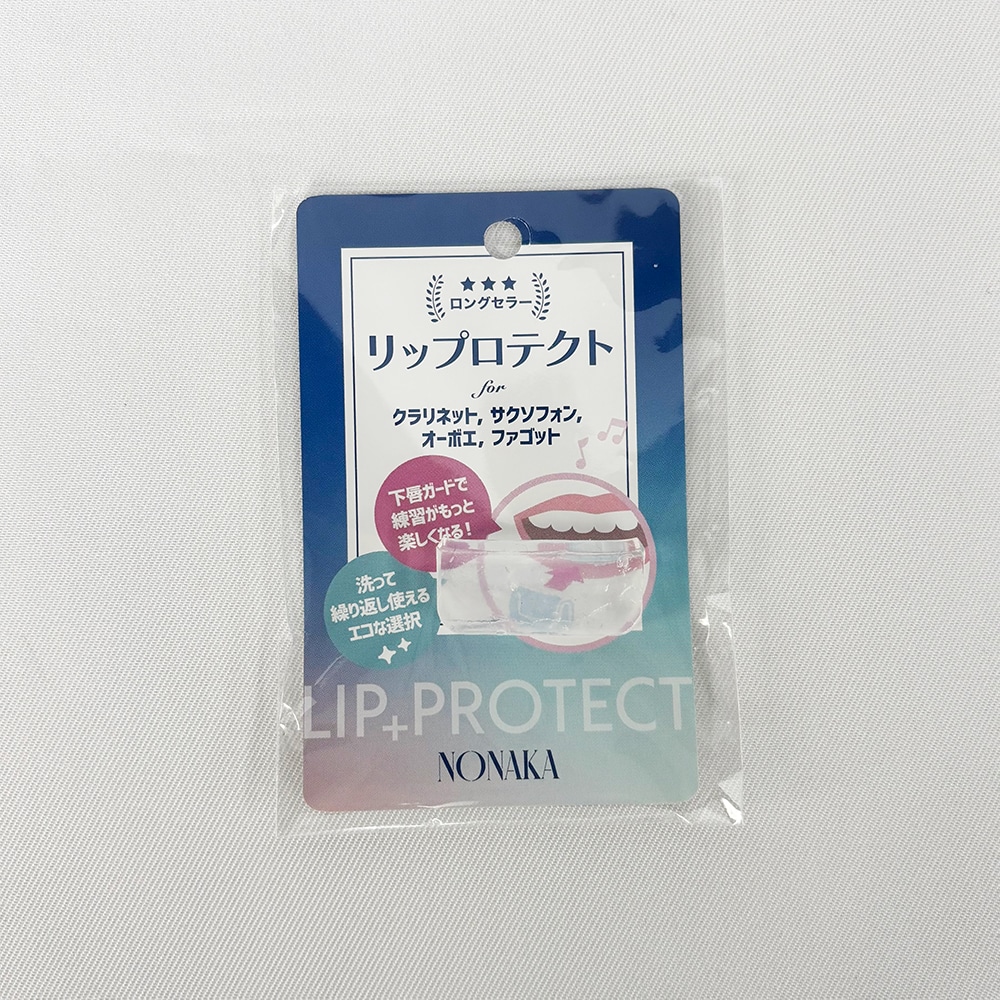 ★★★
ロングセラー
リップロテクト
for
クラリネット, サクソフォン,
オーボエ, ファゴット
下唇ガードで
練習がもっと
楽しくなる!
洗って
繰り返し使える
エコな選択
LIP+PROTECT
NONAKA